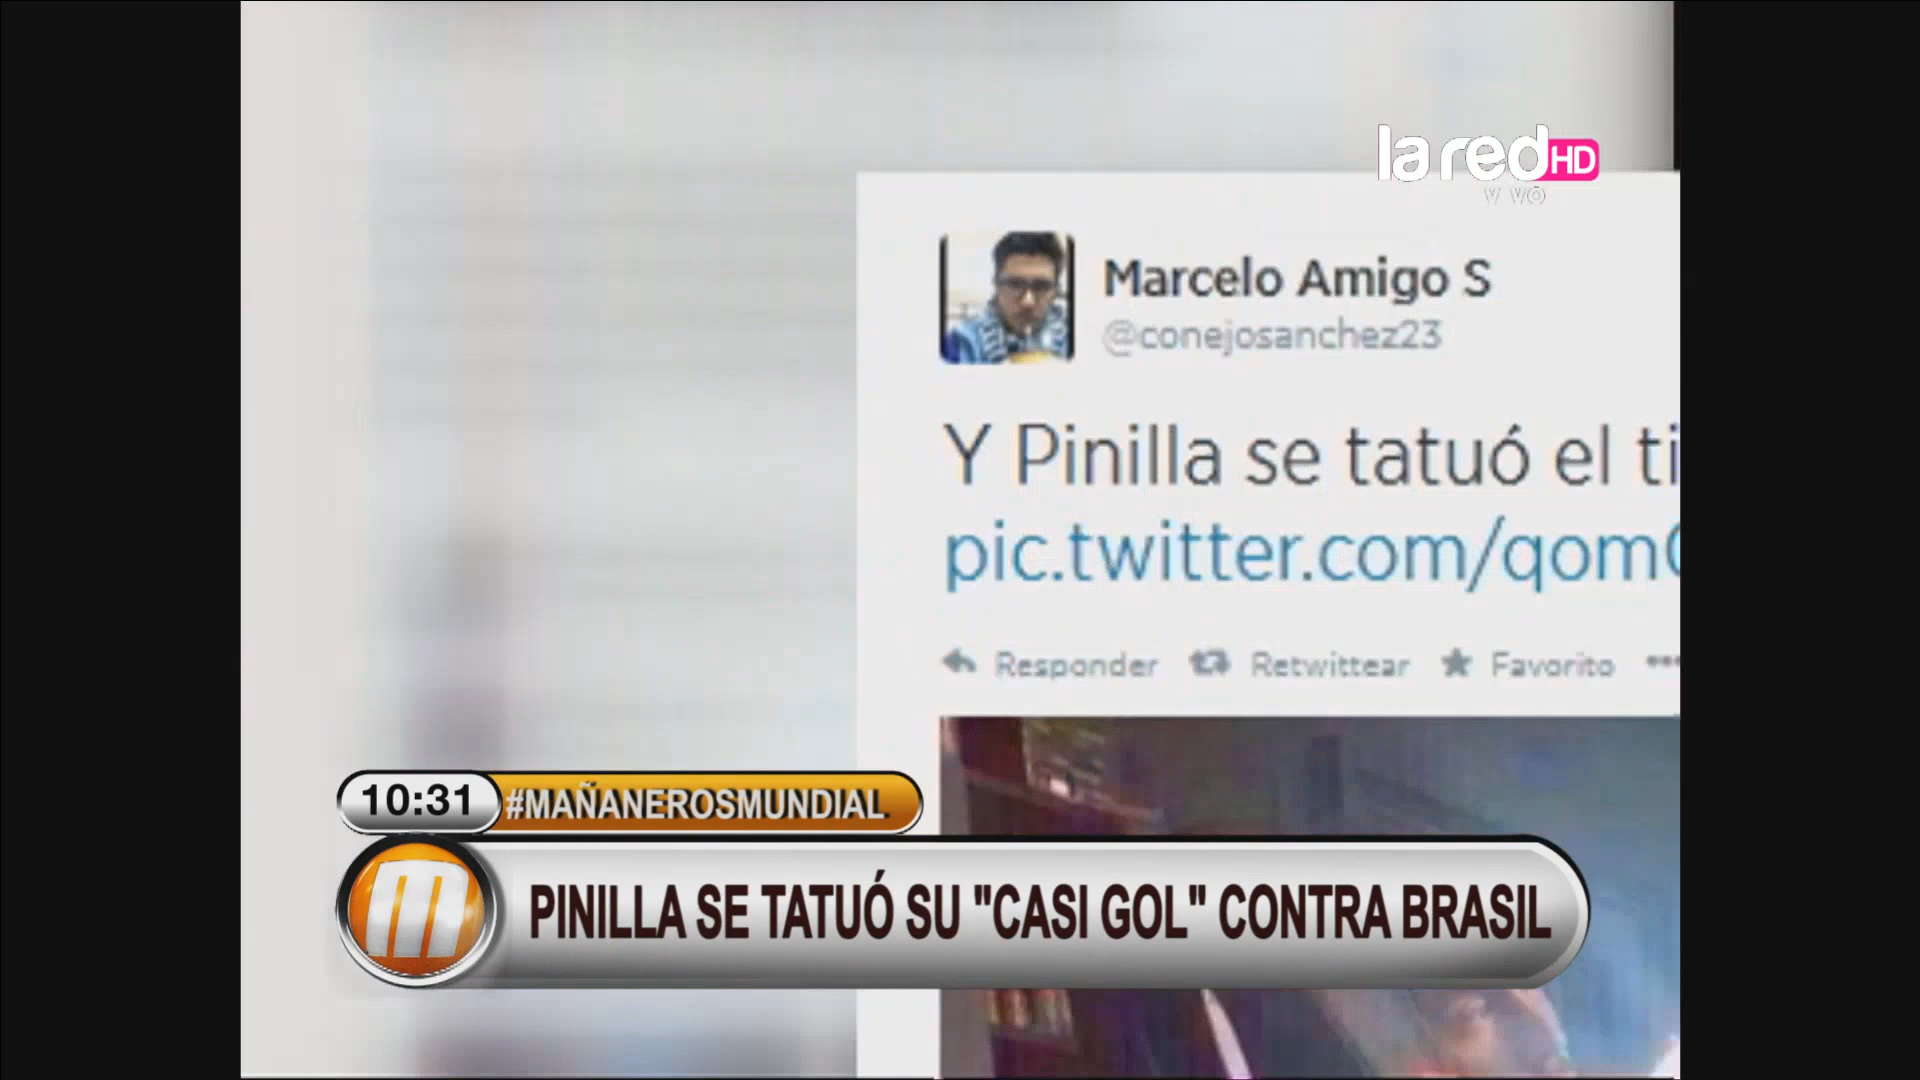 la red HD
VIVO
Marcelo Amigo S
@conejosanchez23
Y Pinilla se tatuó el ti
pic.twitter.com/qom
Responder Retwittear Favorito
10:31 #MAÑANEROSMUNDIAL
PINILLA SE TATUÓ SU "CASI GOL" CONTRA BRASIL